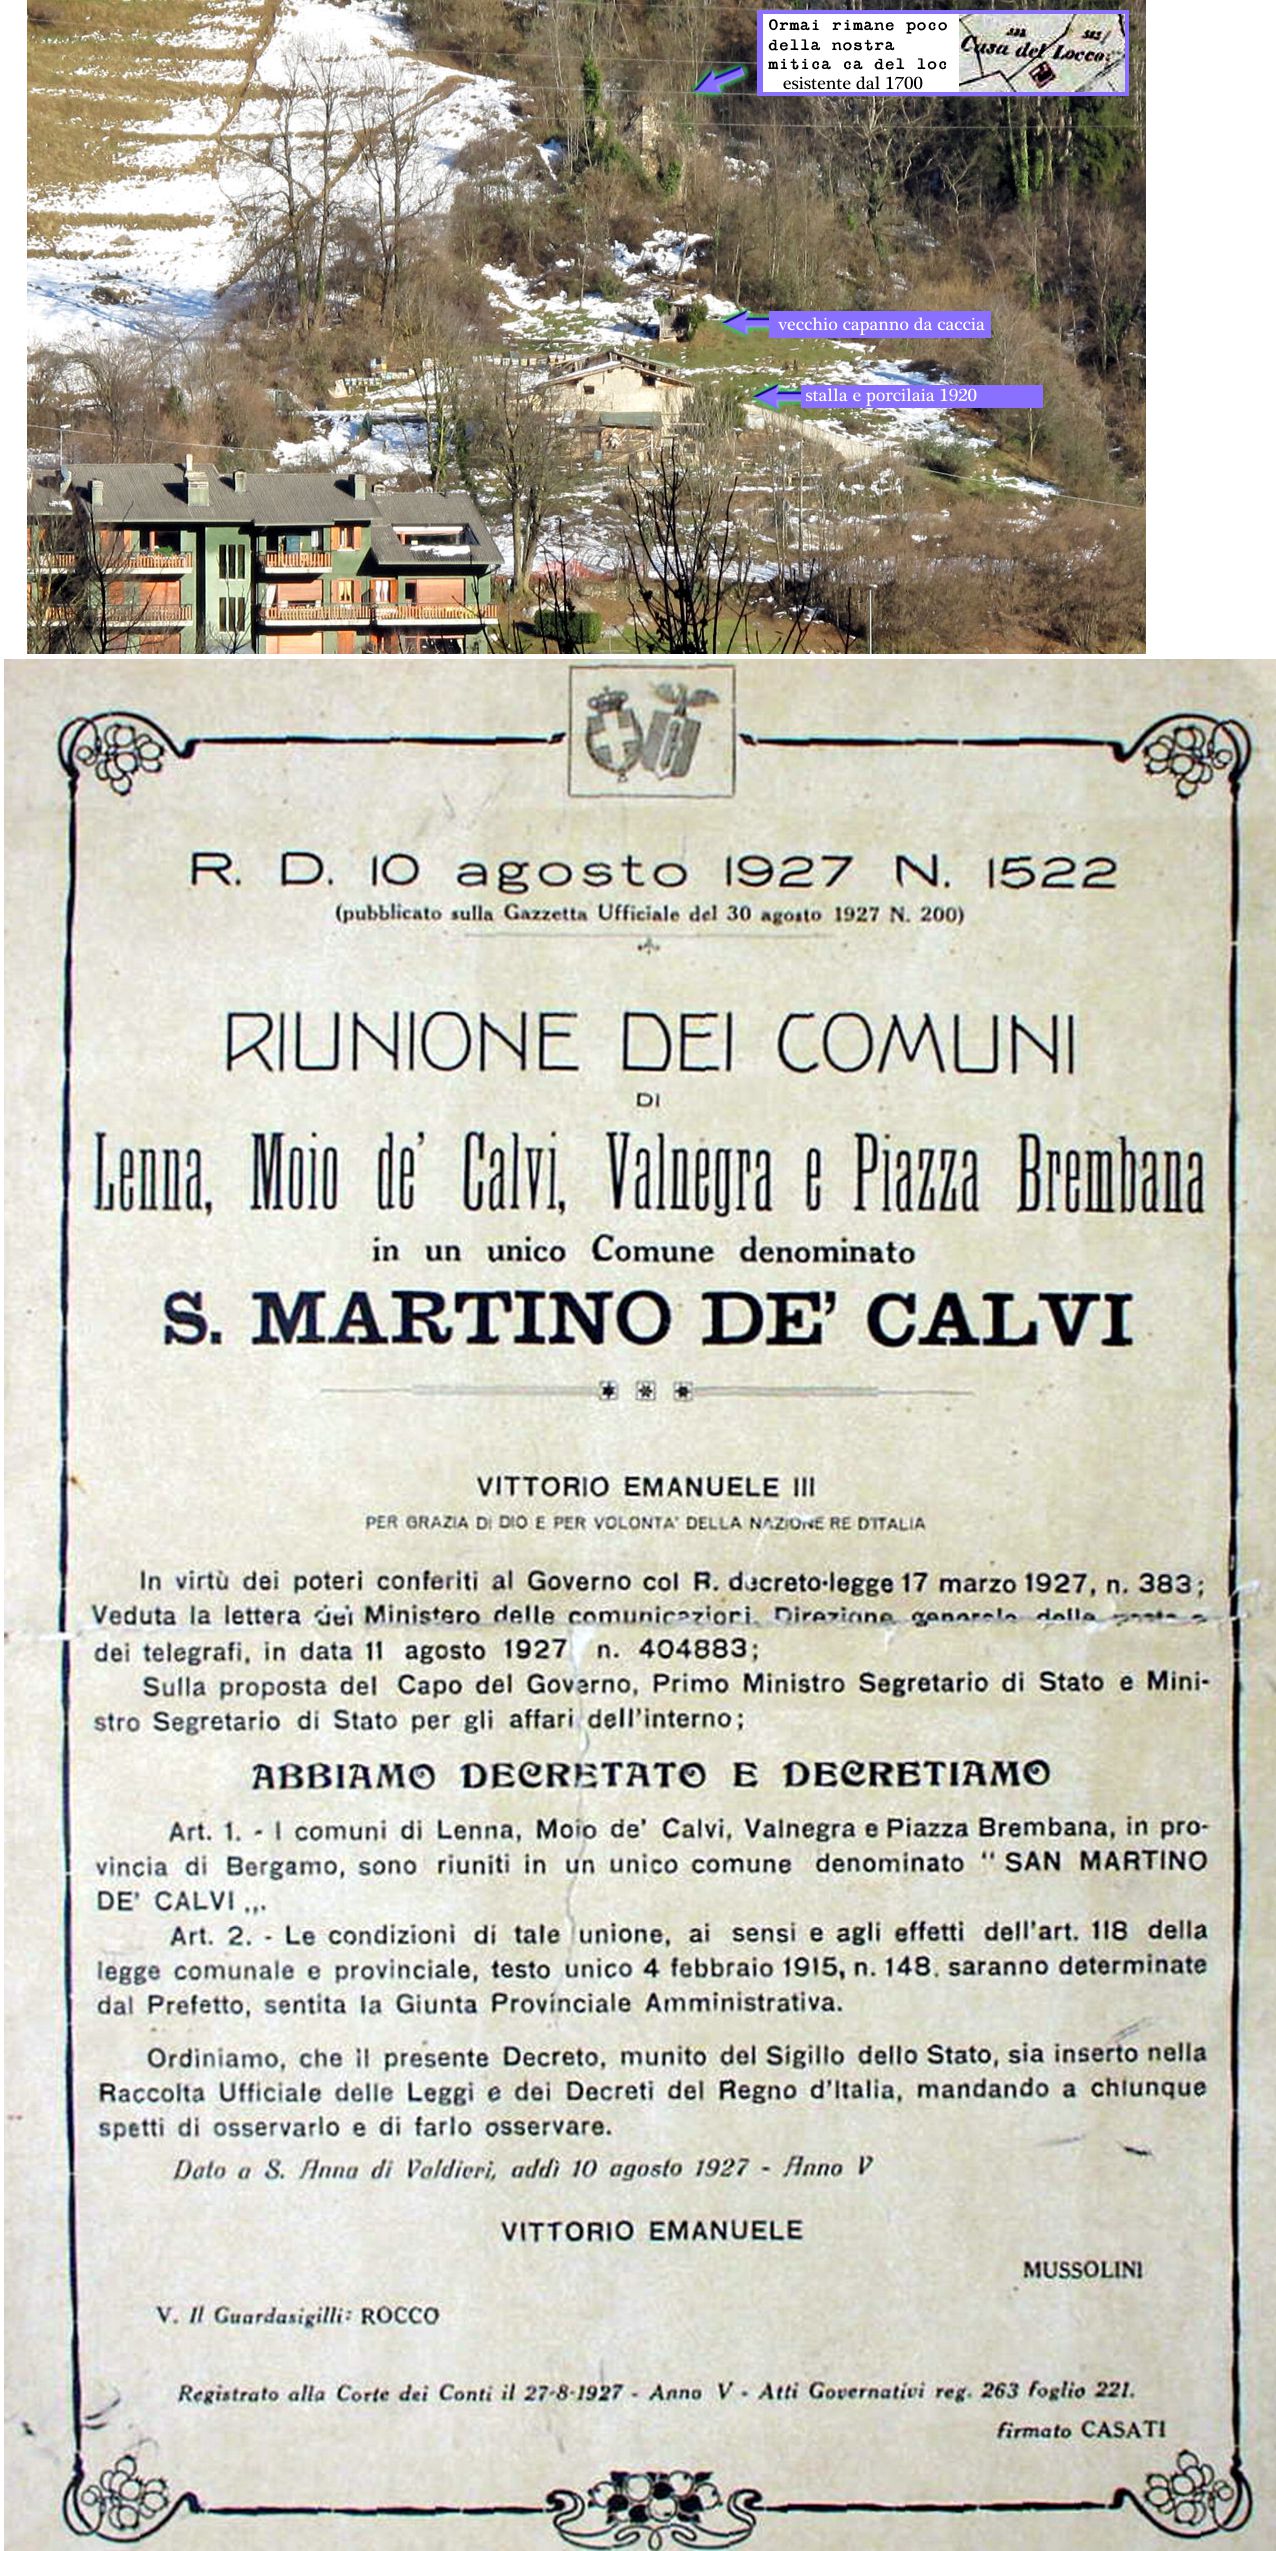 Ormai rimane poco
della nostra
mitica ca del loc
esistente dal 1700
Casa del Locco
vecchio capanno da caccia
stalla e porcilaia 1920
R. D. 10 agosto 1927 N. 1522
(pubblicato sulla Gazzetta Ufficiale del 30 agosto 1927 N. 200)
RIUNIONE DEI COMUNI
DI
Lenna, Moio de' Calvi, Valnegra e Piazza Brembana
in un unico Comune denominato
S. MARTINO DE' CALVI
VITTORIO EMANUELE III
PER GRAZIA DI DIO E PER VOLONTA' DELLA NAZIONE RE D'ITALIA
In virtù dei poteri conferiti al Governo col R. decreto-legge 17 marzo 1927, n. 383;
Veduta la lettera del Ministero delle comunicazioni, Direzione generale delle poste e
dei telegrafi, in data 11 agosto 1927 n. 404883;
Sulla proposta del Capo del Governo, Primo Ministro Segretario di Stato e Mini-
stro Segretario di Stato per gli affari dell'interno;
ABBIAMO DECRETATO E DECRETIAMO
Art. 1. - I comuni di Lenna, Moio de' Calvi, Valnegra e Piazza Brembana, in pro-
vincia di Bergamo, sono riuniti in un unico comune denominato " SAN MARTINO
DE' CALVI ,,.
Art. 2. - Le condizioni di tale unione, ai sensi e agli effetti dell'art. 118 della
legge comunale e provinciale, testo unico 4 febbraio 1915, n. 148. saranno determinate
dal Prefetto, sentita la Giunta Provinciale Amministrativa.
Ordiniamo, che il presente Decreto, munito del Sigillo dello Stato, sia inserto nella
Raccolta Ufficiale delle Leggi e dei Decreti del Regno d'Italia, mandando a chiunque
spetti di osservarlo e di farlo osservare.
Dato a S. Anna di Valdieri, addì 10 agosto 1927 - Anno V
VITTORIO EMANUELE
MUSSOLINI
V. Il Guardasigilli: ROCCO
Registrato alla Corte dei Conti il 27-8-1927 - Anno V - Atti Governativi reg. 263 foglio 221.
firmato CASATI